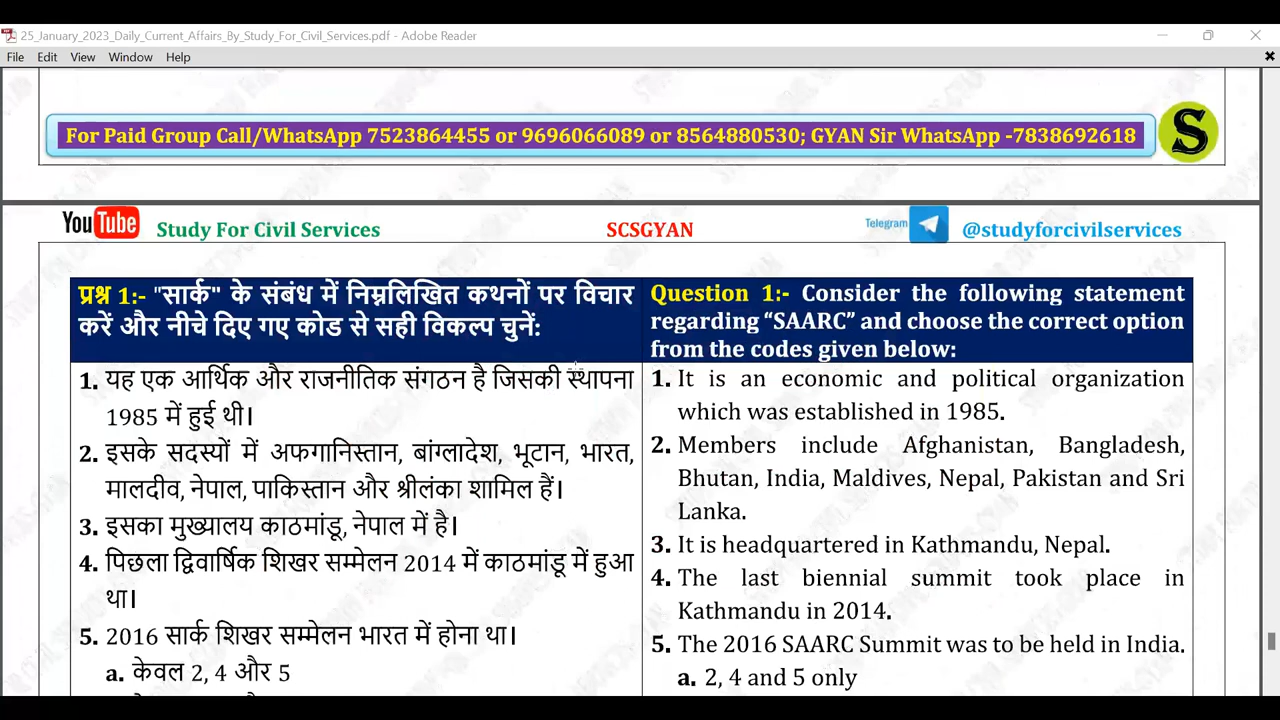 25_January_2023_Daily_Current_Affairs_By_Study_For_Civil_Services.pdf - Adobe Reader
File Edit View Window Help
For Paid Group Call/WhatsApp 7523864455 or 9696066089 or 8564880530; GYAN Sir WhatsApp -7838692618
S
YouTube Study For Civil Services SCSGYAN Telegram @studyforcivilservices
प्रश्न 1:- "सार्क" के संबंध में निम्नलिखित कथनों पर विचार
करें और नीचे दिए गए कोड से सही विकल्प चुनें:
1. यह एक आर्थिक और राजनीतिक संगठन है जिसकी स्थापना
1985 में हुई थी।
2. इसके सदस्यों में अफगानिस्तान, बांग्लादेश, भूटान, भारत,
मालदीव, नेपाल, पाकिस्तान और श्रीलंका शामिल हैं।
3. इसका मुख्यालय काठमांडू, नेपाल में है।
4. पिछला द्विवार्षिक शिखर सम्मेलन 2014 में काठमांडू में हुआ
था।
5. 2016 सार्क शिखर सम्मेलन भारत में होना था।
a. केवल 2, 4 और 5
Question 1:- Consider the following statement
regarding “SAARC” and choose the correct option
from the codes given below:
1. It is an economic and political organization
which was established in 1985.
2. Members include Afghanistan, Bangladesh,
Bhutan, India, Maldives, Nepal, Pakistan and Sri
Lanka.
3. It is headquartered in Kathmandu, Nepal.
4. The last biennial summit took place in
Kathmandu in 2014.
5. The 2016 SAARC Summit was to be held in India.
a. 2, 4 and 5 only